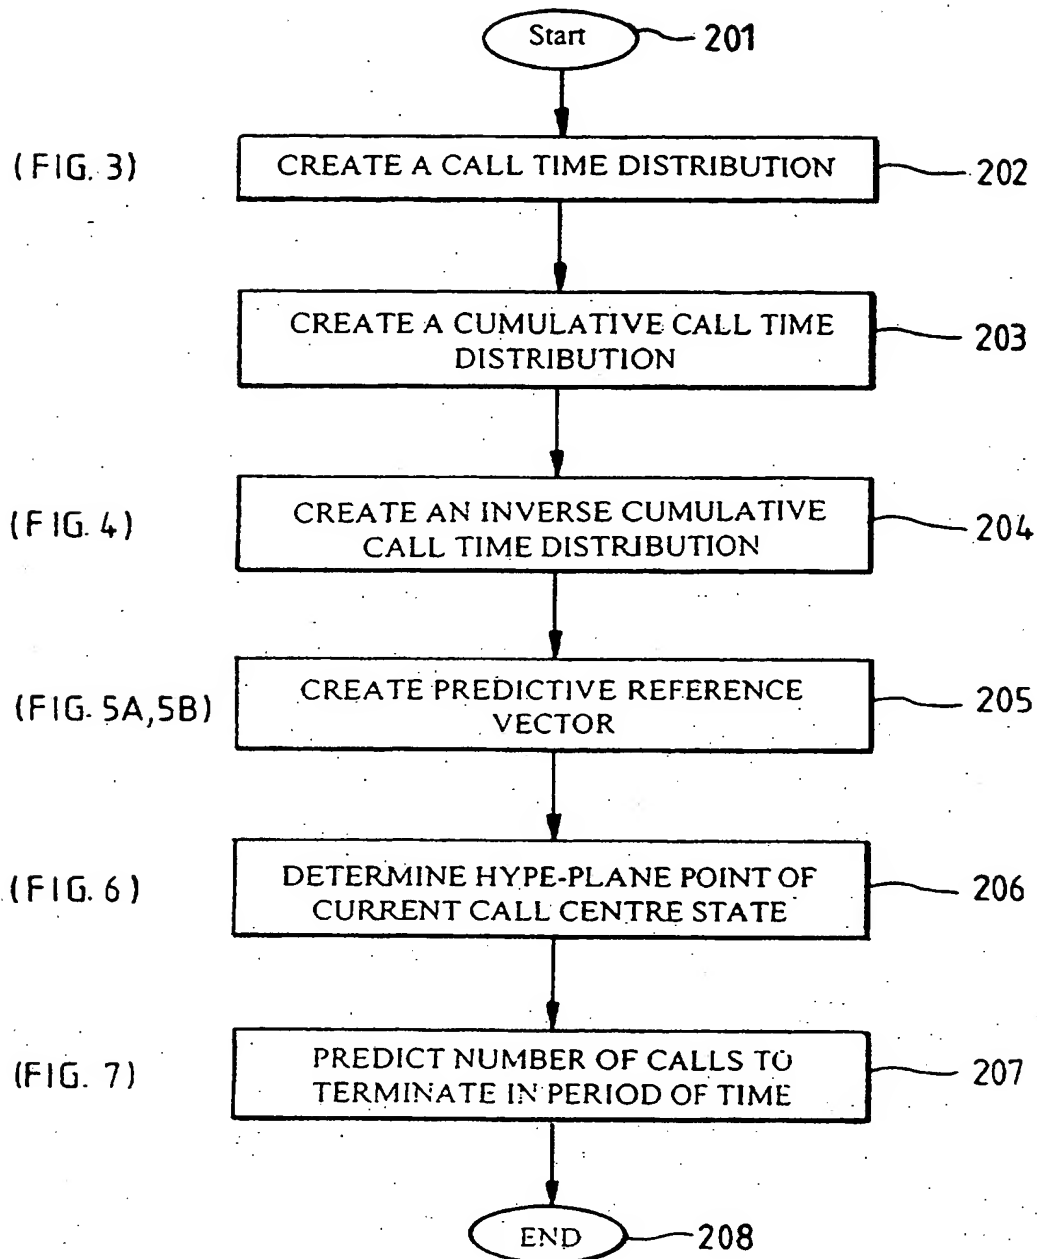 Start 201
(FIG. 3) CREATE A CALL TIME DISTRIBUTION 202
CREATE A CUMULATIVE CALL TIME
DISTRIBUTION 203
(FIG. 4) CREATE AN INVERSE CUMULATIVE
CALL TIME DISTRIBUTION 204
(FIG. 5A,5B) CREATE PREDICTIVE REFERENCE
VECTOR 205
(FIG. 6) DETERMINE HYPE-PLANE POINT OF
CURRENT CALL CENTRE STATE 206
(FIG. 7) PREDICT NUMBER OF CALLS TO
TERMINATE IN PERIOD OF TIME 207
END 208